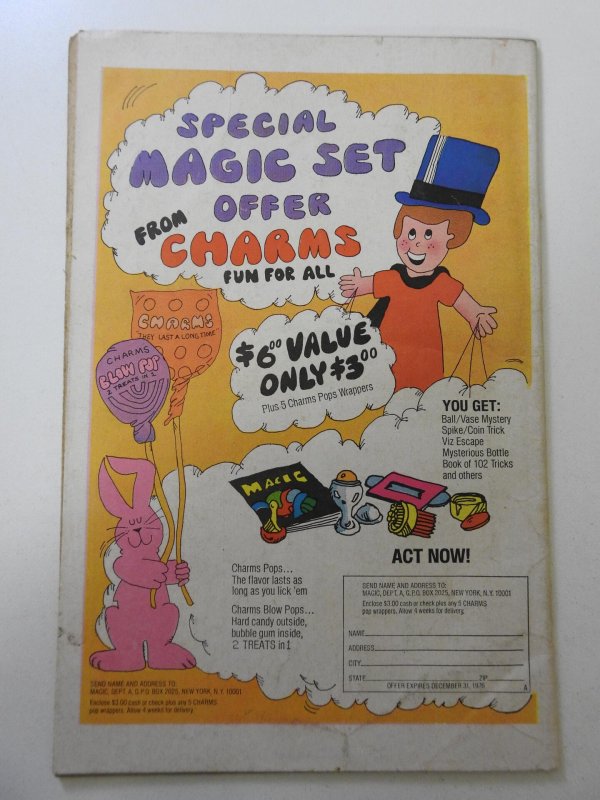 SPECIAL
MAGIC SET
OFFER
FROM
CHARMS
FUN FOR ALL
CHARMS
THEY LAST A LONG TIME
CHARMS
BLOW POP
2 TREATS IN 1
$6.00 VALUE
ONLY $3.00
Plus 5 Charms Pops Wrappers
YOU GET:
Ball/Vase Mystery
Spike/Coin Trick
Viz Escape
Mysterious Bottle
Book of 102 Tricks
and others
MAGIC
ACT NOW!
Charms Pops...
The flavor lasts as
long as you lick 'em
Charms Blow Pops...
Hard candy outside,
bubble gum inside,
2 TREATS in 1
SEND NAME AND ADDRESS TO:
MAGIC, DEPT. A, G.P.O. BOX 2025, NEW YORK, N.Y. 10001
Enclose $3.00 cash or check plus any 5 CHARMS
pop wrappers. Allow 4 weeks for delivery.
NAME
ADDRESS
CITY
STATE ZIP
OFFER EXPIRES DECEMBER 31, 1976
A
SEND NAME AND ADDRESS TO:
MAGIC, DEPT. A, G.P.O. BOX 2025, NEW YORK, N.Y. 10001
Enclose $3.00 cash or check plus any 5 CHARMS
pop wrappers. Allow 4 weeks for delivery.